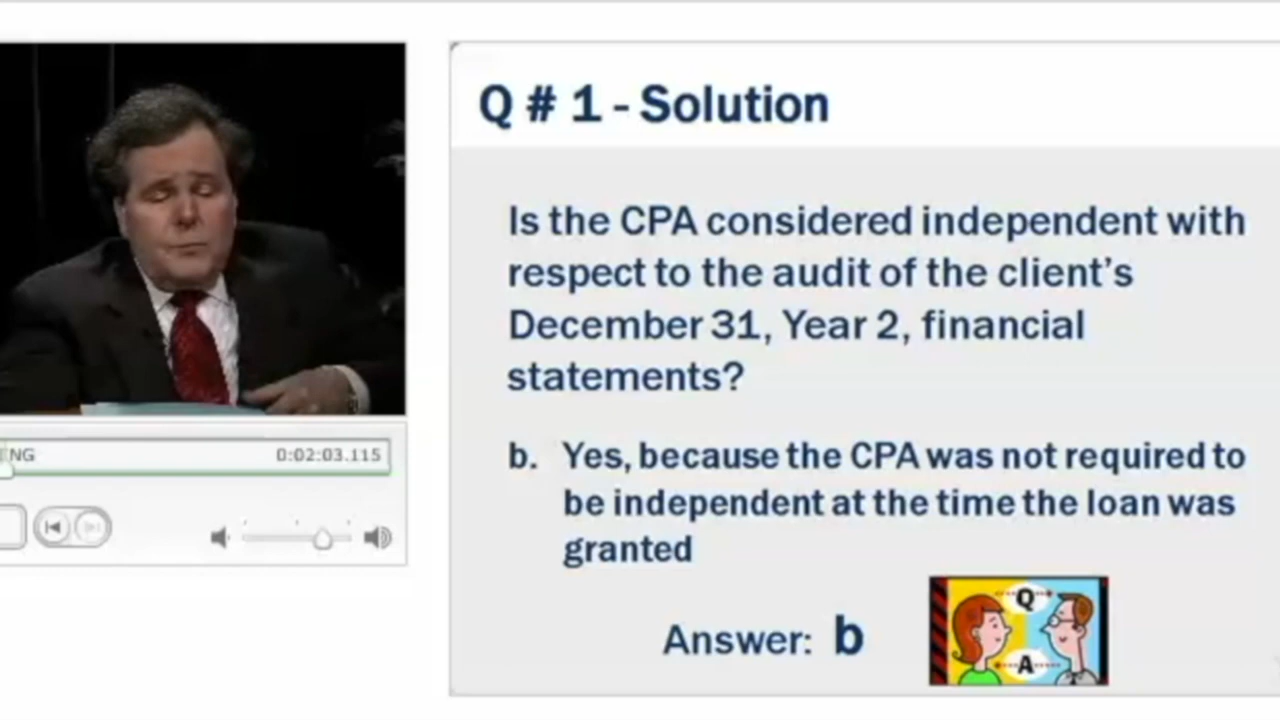 Q # 1 - Solution
Is the CPA considered independent with
respect to the audit of the client's
December 31, Year 2, financial
statements?
b. Yes, because the CPA was not required to
be independent at the time the loan was
granted
Answer: b
Q
A
NG 0:02:03.115